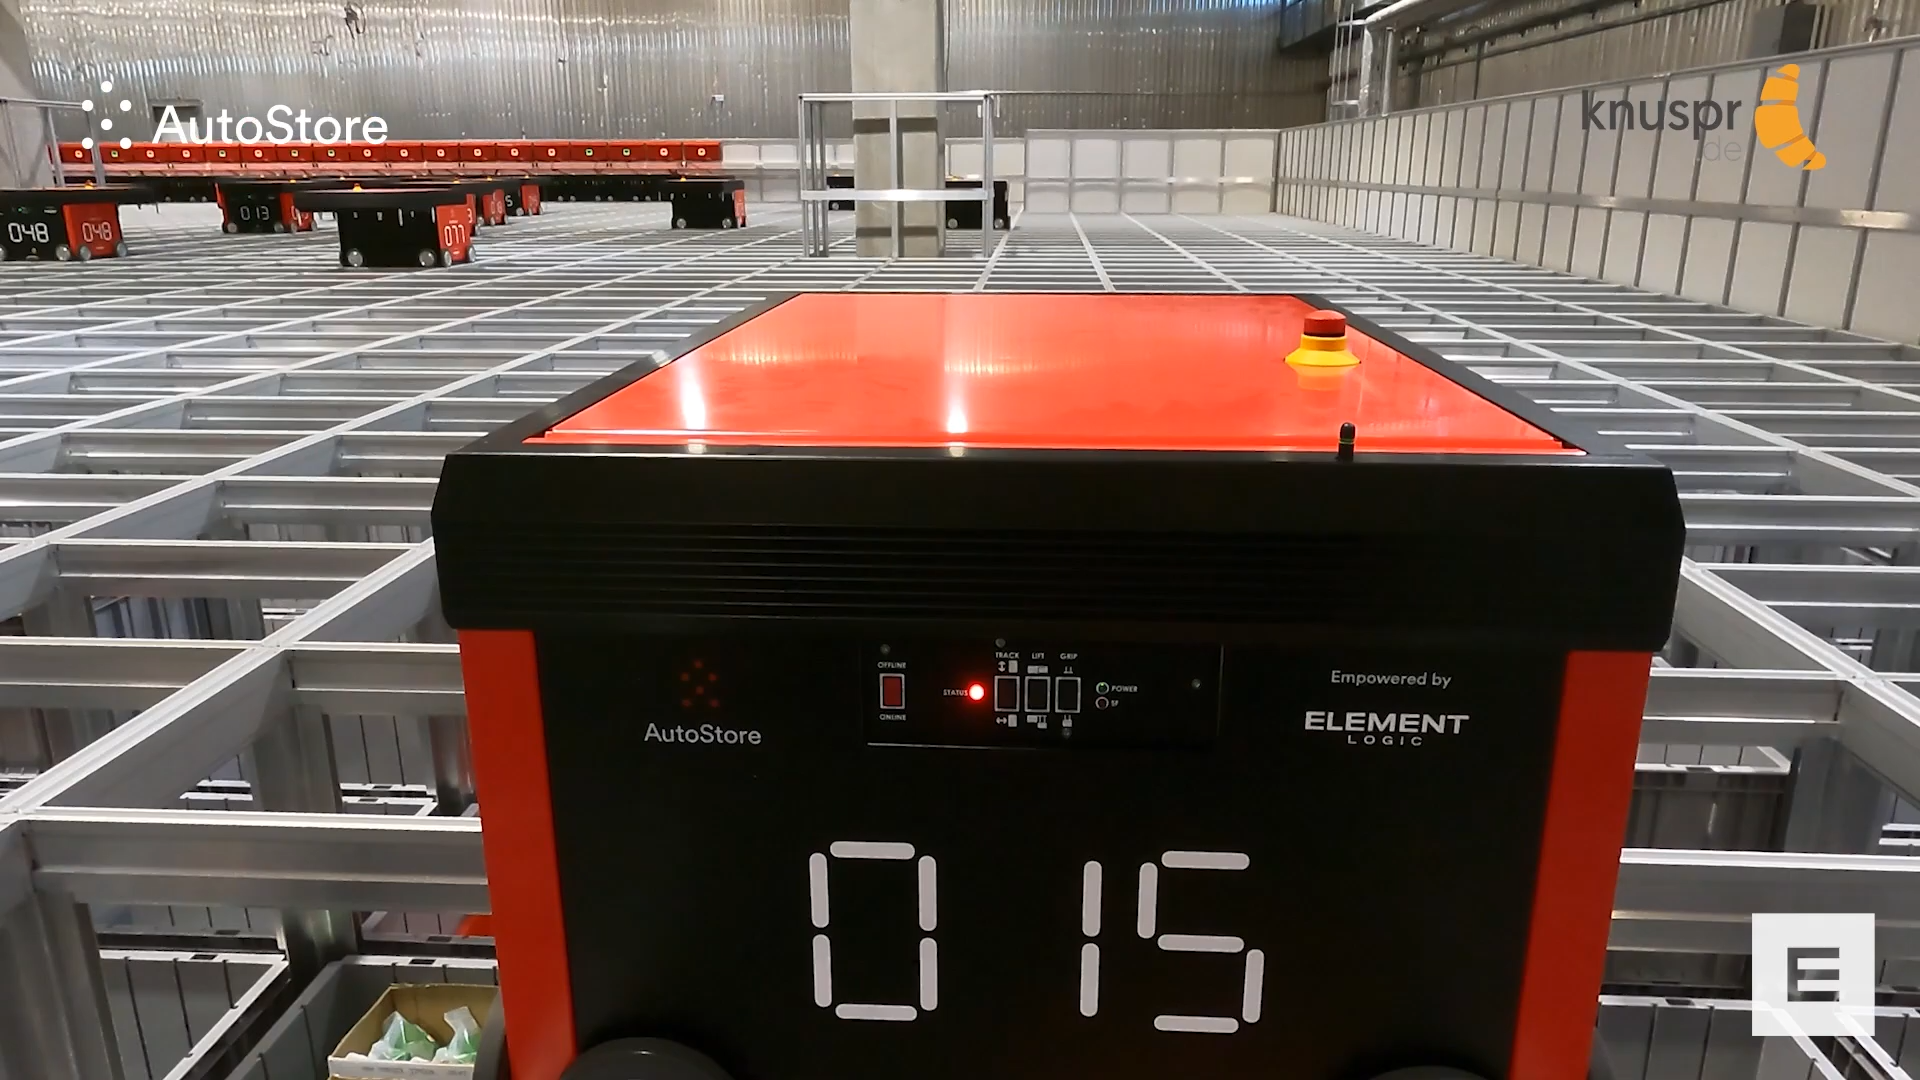 AutoStore
knuspr
.de
048
048
013
077
OFFLINE
ONLINE
STATUS
TRACK
LIFT
GRIP
POWER
SF
AutoStore
Empowered by
ELEMENT
LOGIC
015
E